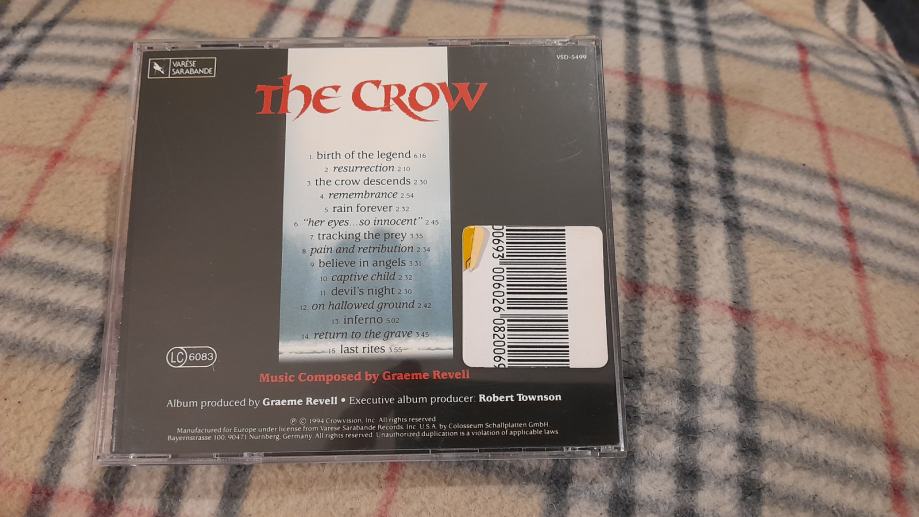 VARÈSE
SARABANDE
VSD-5499
The Crow
1. birth of the legend 6:16
2. resurrection 2:10
3. the crow descends 2:30
4. remembrance 2:54
5. rain forever 2:32
6. "her eyes...so innocent" 2:45
7. tracking the prey 3:35
8. pain and retribution 2:34
9. believe in angels 3:31
10. captive child 2:32
11. devil's night 2:30
12. on hallowed ground 2:42
13. inferno 5:02
14. return to the grave 3:45
15. last rites 3:55
00693 006026 0820069
LC 6083
Music Composed by Graeme Revell
Album produced by Graeme Revell • Executive album producer: Robert Townson
℗ © 1994 Crowvision, Inc. All rights reserved
Manufactured for Europe under license from Varese Sarabande Records, Inc. U.S.A. by Colosseum Schallplatten GmbH.
Bayernstrasse 100, 90471 Nürnberg, Germany. All rights reserved. Unauthorized duplication is a violation of applicable laws